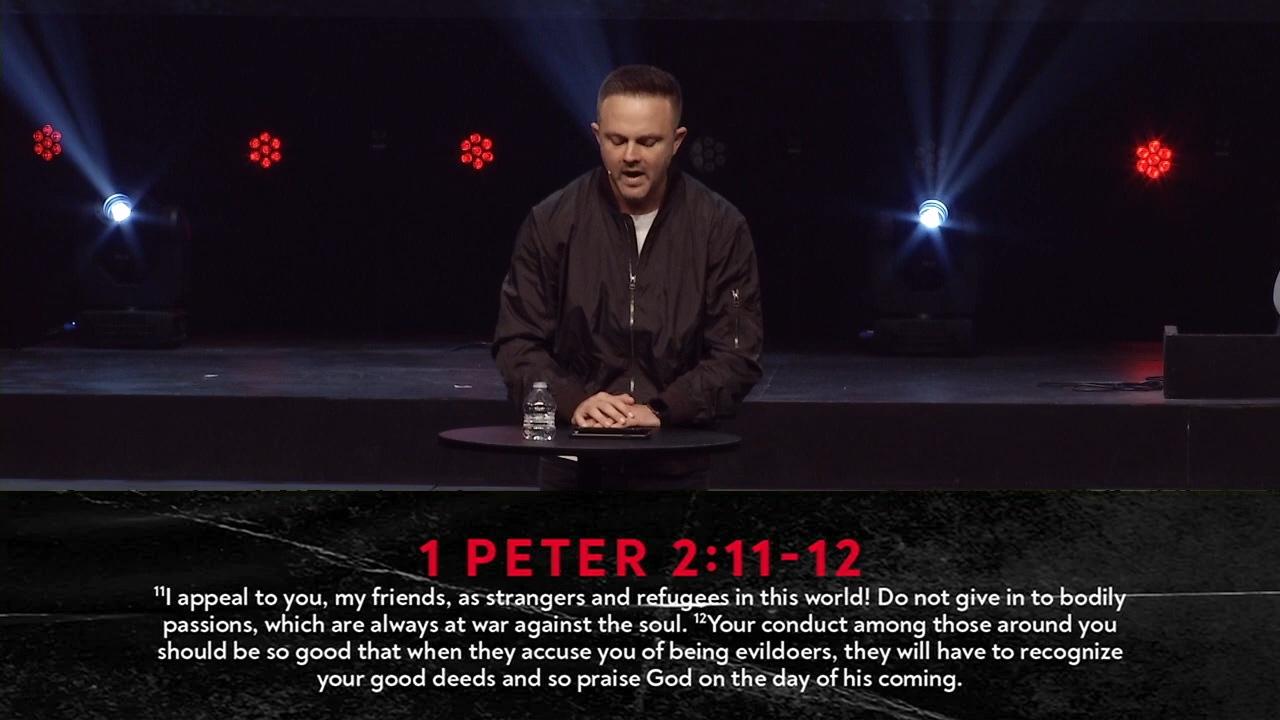 1 PETER 2:11-12
¹¹I appeal to you, my friends, as strangers and refugees in this world! Do not give in to bodily
passions, which are always at war against the soul. ¹²Your conduct among those around you
should be so good that when they accuse you of being evildoers, they will have to recognize
your good deeds and so praise God on the day of his coming.